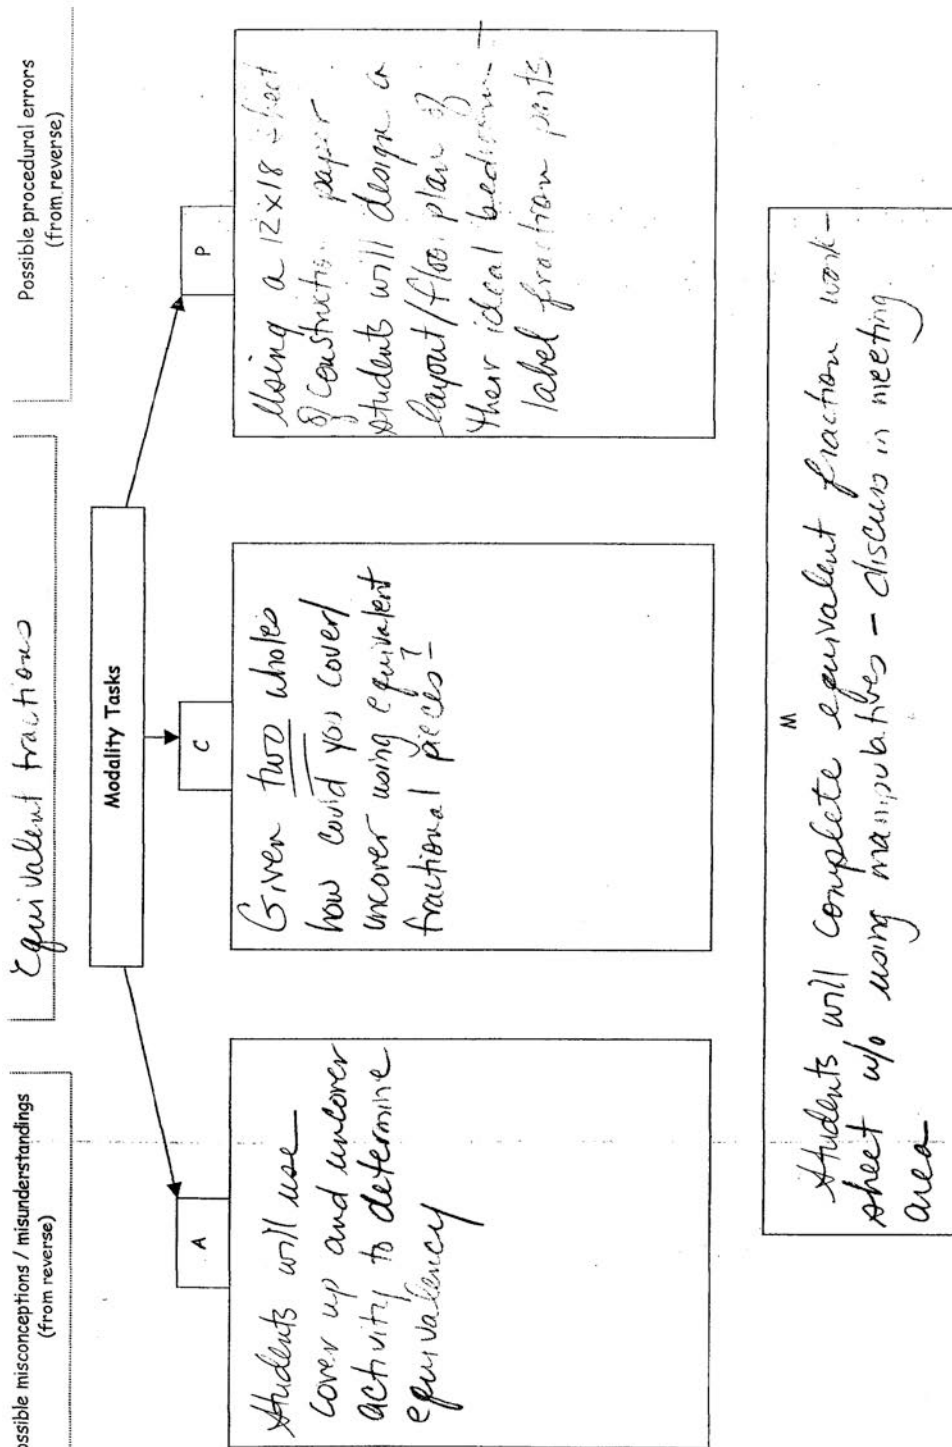 ossible misconceptions / misunderstandings
(from reverse)
Equivalent fractions
Possible procedural errors
(from reverse)
Modality Tasks
A
Students will use
cover up and uncover
activity to determine
equivalency
C
Given two wholes
how could you cover/
uncover using equivalent
fractional pieces?
P
Using a 12x18 sheet
of construction paper
students will design a
layout/floor plan of
their ideal bedroom –
label fraction parts
M
Students will complete equivalent fraction work-
sheet w/o using manipulatives – discuss in meeting
area